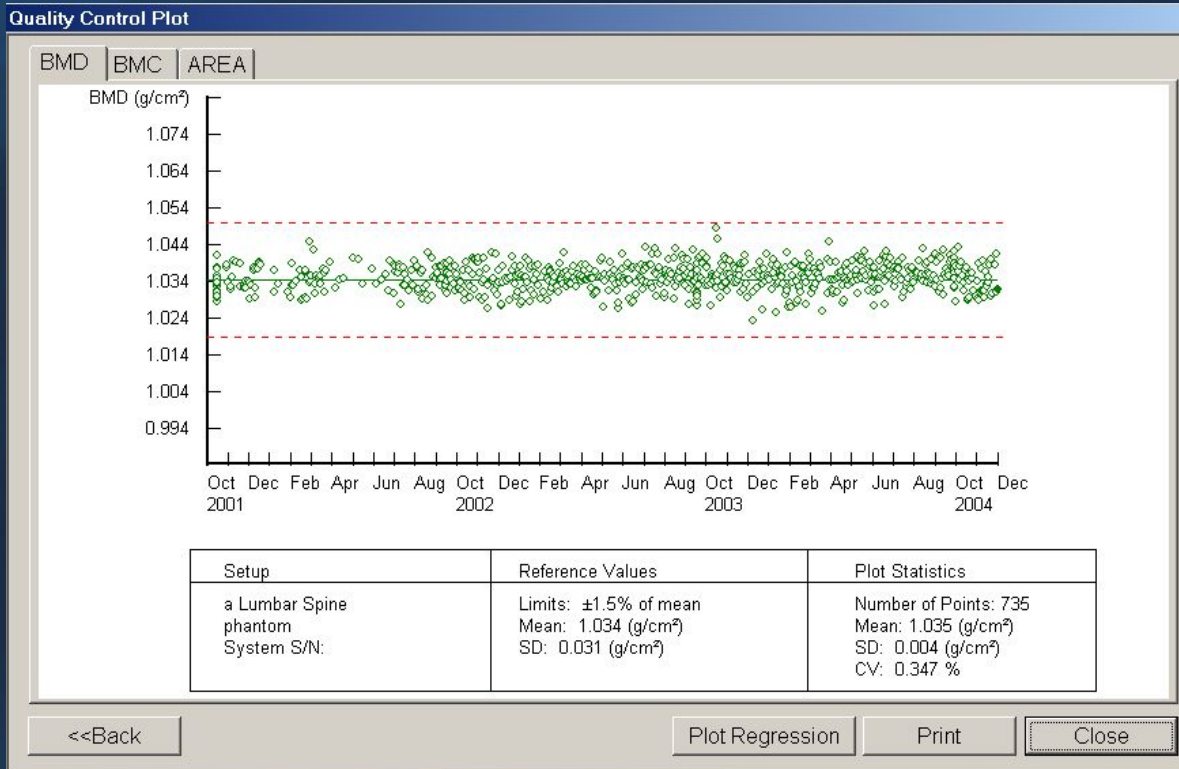 Quality Control Plot
BMD BMC AREA
BMD (g/cm²)
1.074
1.064
1.054
1.044
1.034
1.024
1.014
1.004
0.994
Oct Dec Feb Apr Jun Aug Oct Dec Feb Apr Jun Aug Oct Dec Feb Apr Jun Aug Oct Dec
2001 2002 2003 2004
Setup
a Lumbar Spine
phantom
System S/N:
Reference Values
Limits: ±1.5% of mean
Mean: 1.034 (g/cm²)
SD: 0.031 (g/cm²)
Plot Statistics
Number of Points: 735
Mean: 1.035 (g/cm²)
SD: 0.004 (g/cm²)
CV: 0.347 %
<<Back Plot Regression Print Close